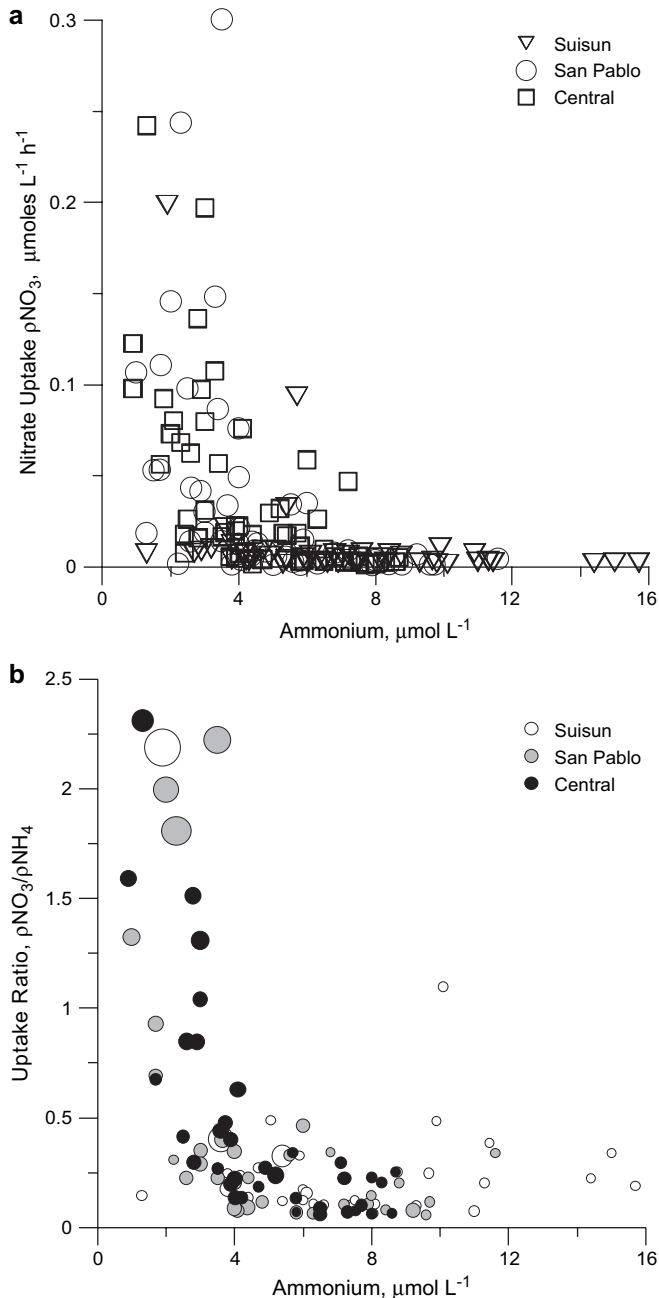 a
0.3
0.2
0.1
0
Nitrate Uptake ρNO₃, μmoles L⁻¹ h⁻¹
Suisun
San Pablo
Central
0 4 8 12 16
Ammonium, μmol L⁻¹
b
2.5
2
1.5
1
0.5
0
Uptake Ratio, ρNO₃/ρNH₄
Suisun
San Pablo
Central
0 4 8 12 16
Ammonium, μmol L⁻¹